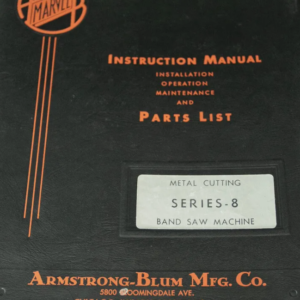 MARVEL
INSTRUCTION MANUAL
INSTALLATION
OPERATION
MAINTENANCE
AND
PARTS LIST
METAL CUTTING
SERIES-8
BAND SAW MACHINE
ARMSTRONG-BLUM MFG. CO.
5800 BLOOMINGDALE AVE.